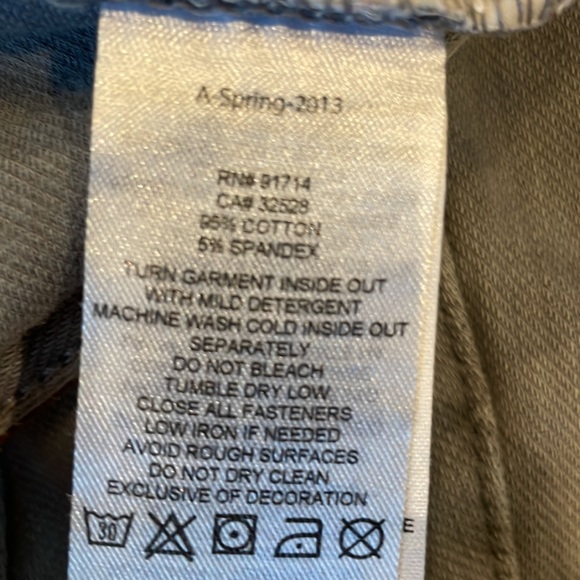 A-Spring-2013
RN# 91714
CA# 32528
95% COTTON
5% SPANDEX
TURN GARMENT INSIDE OUT
WITH MILD DETERGENT
MACHINE WASH COLD INSIDE OUT
SEPARATELY
DO NOT BLEACH
TUMBLE DRY LOW
CLOSE ALL FASTENERS
LOW IRON IF NEEDED
AVOID ROUGH SURFACES
DO NOT DRY CLEAN
EXCLUSIVE OF DECORATION
30
E